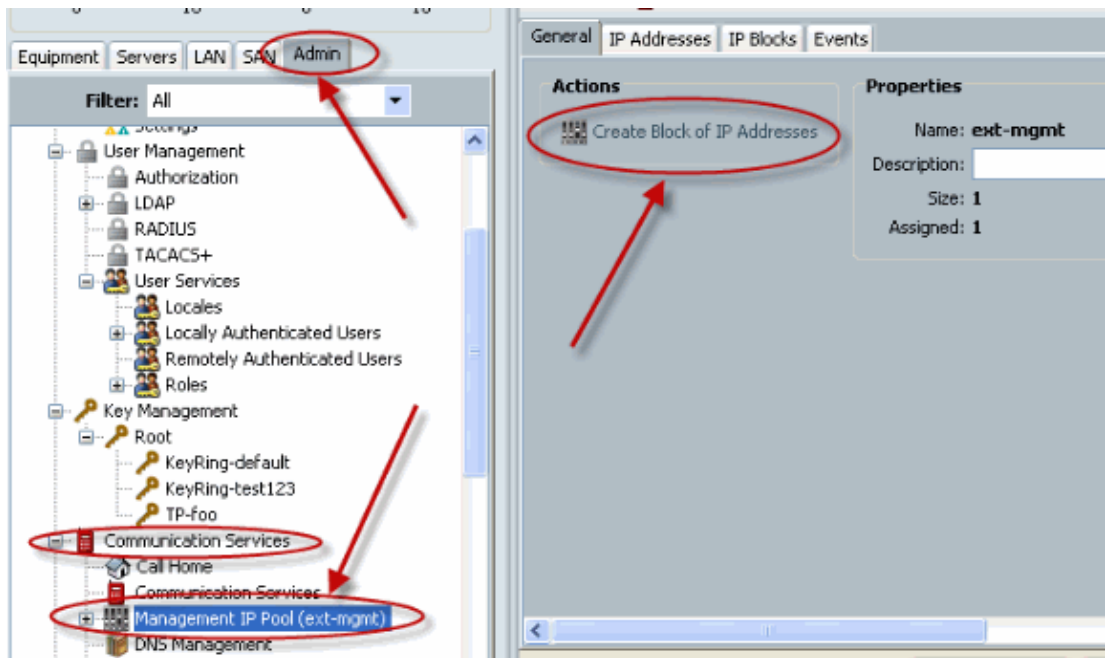 Equipment Servers LAN SAN Admin
Filter: All
Settings
User Management
Authorization
LDAP
RADIUS
TACACS+
User Services
Locales
Locally Authenticated Users
Remotely Authenticated Users
Roles
Key Management
Root
KeyRing-default
KeyRing-test123
TP-foo
Communication Services
Call Home
Communication Services
Management IP Pool (ext-mgmt)
DNS Management
General IP Addresses IP Blocks Events
Actions
Create Block of IP Addresses
Properties
Name: ext-mgmt
Description:
Size: 1
Assigned: 1